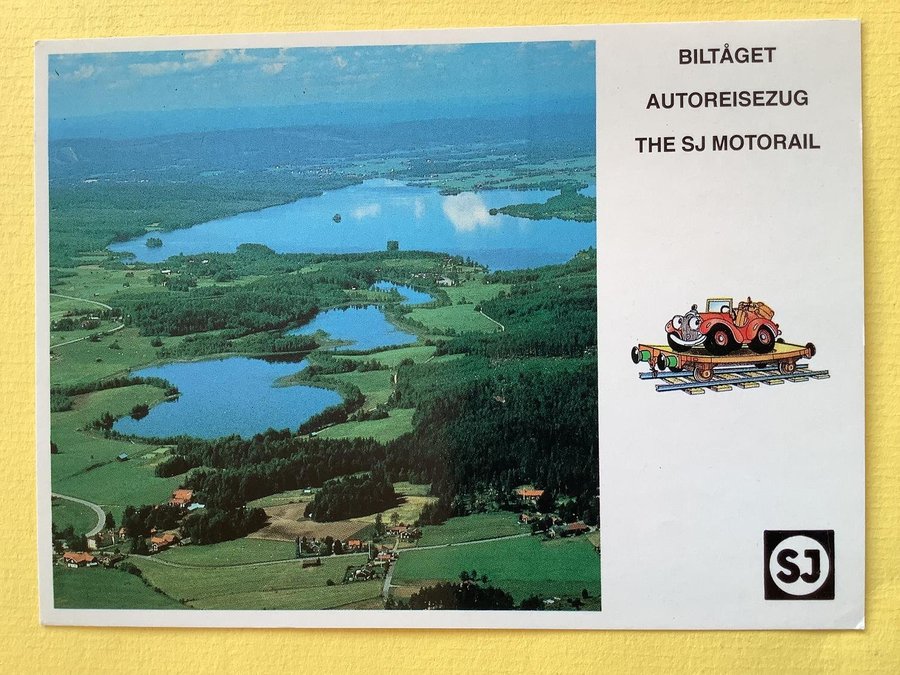 BILTÅGET
AUTOREISEZUG
THE SJ MOTORAIL
SJ